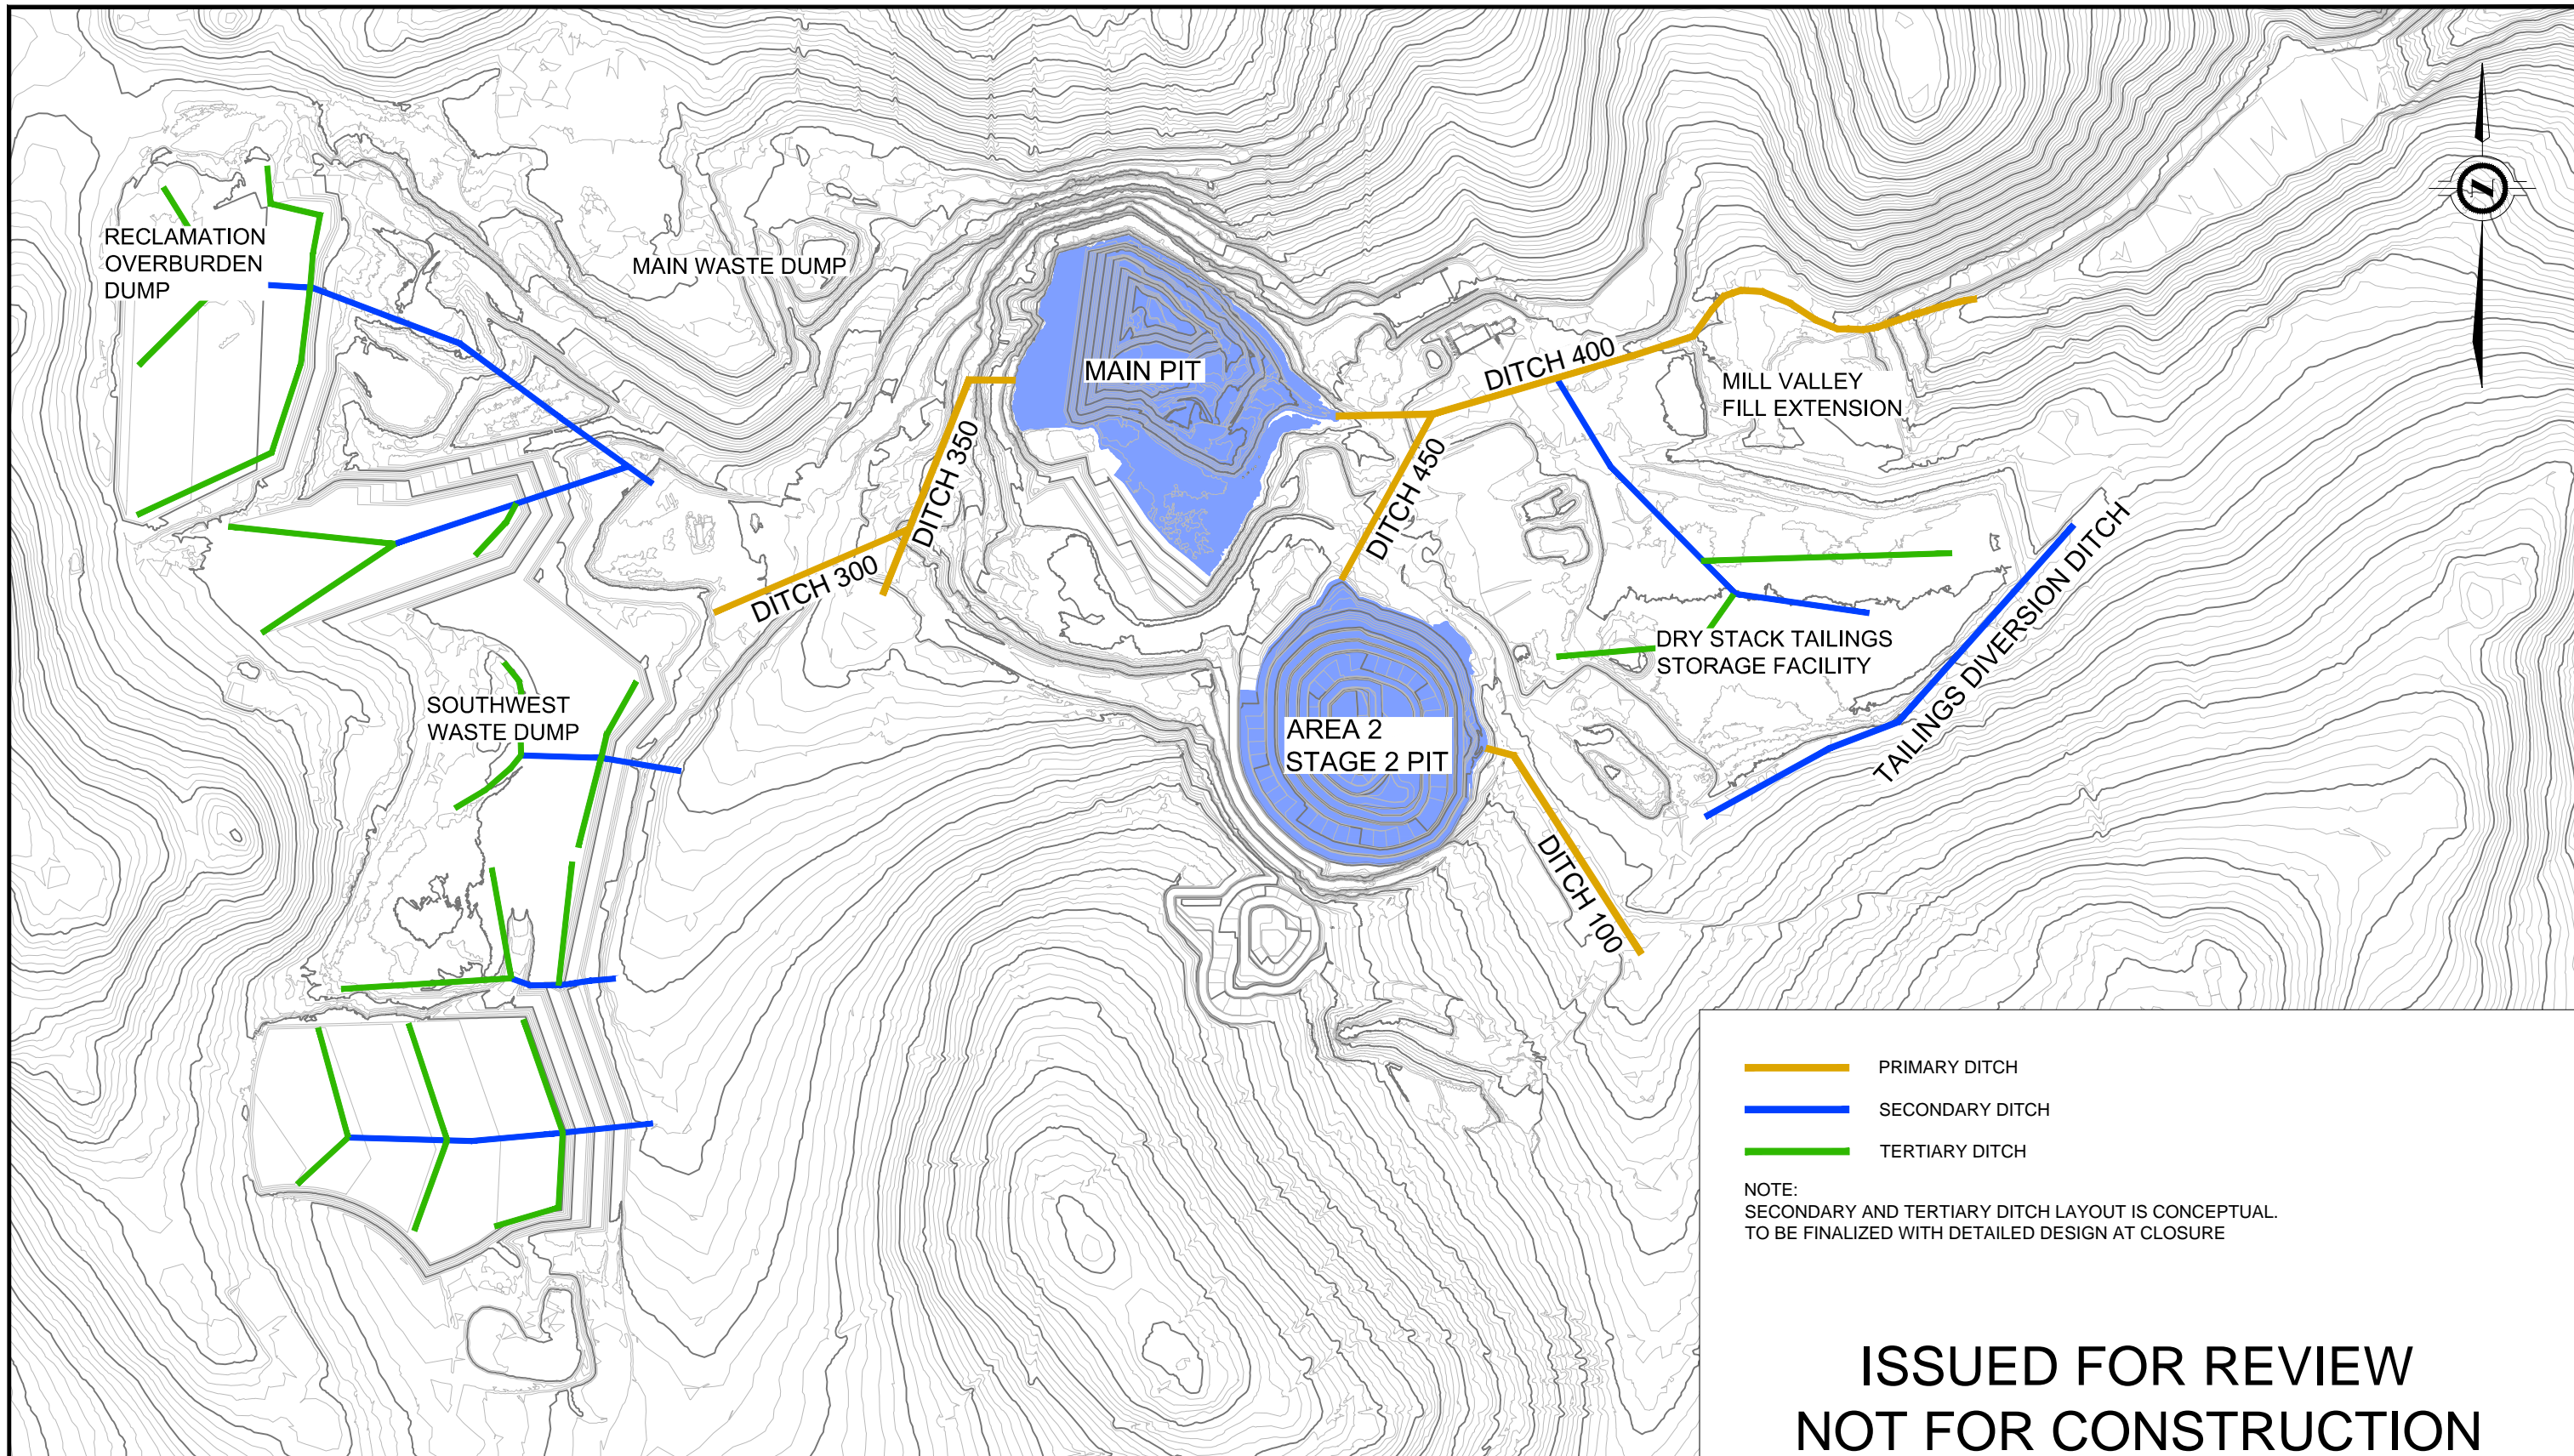 RECLAMATION
OVERBURDEN
DUMP
MAIN WASTE DUMP
MAIN PIT
DITCH 400
MILL VALLEY
FILL EXTENSION
DITCH 350
DITCH 450
DITCH 300
TAILINGS DIVERSION DITCH
DRY STACK TAILINGS
STORAGE FACILITY
SOUTHWEST
WASTE DUMP
AREA 2
STAGE 2 PIT
DITCH 100
N
PRIMARY DITCH
SECONDARY DITCH
TERTIARY DITCH
NOTE:
SECONDARY AND TERTIARY DITCH LAYOUT IS CONCEPTUAL.
TO BE FINALIZED WITH DETAILED DESIGN AT CLOSURE
ISSUED FOR REVIEW
NOT FOR CONSTRUCTION